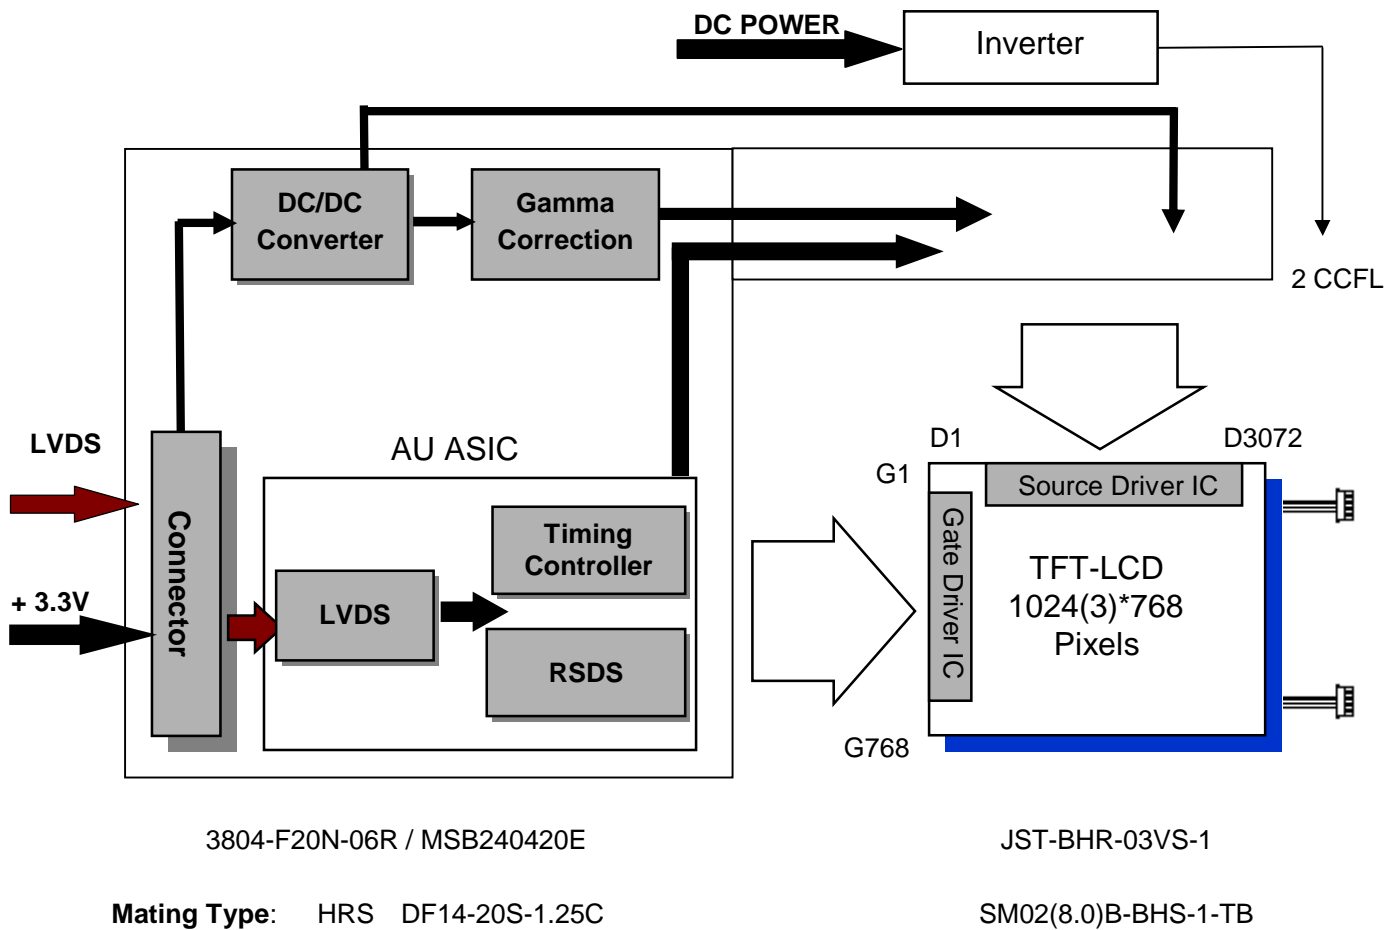 DC POWER
Inverter
DC/DC
Converter
Gamma
Correction
2 CCFL
LVDS
+ 3.3V
Connector
AU ASIC
LVDS
Timing
Controller
RSDS
D1
D3072
G1
Source Driver IC
Gate Driver IC
TFT-LCD
1024(3)*768
Pixels
G768
3804-F20N-06R / MSB240420E
JST-BHR-03VS-1
Mating Type: HRS DF14-20S-1.25C
SM02(8.0)B-BHS-1-TB